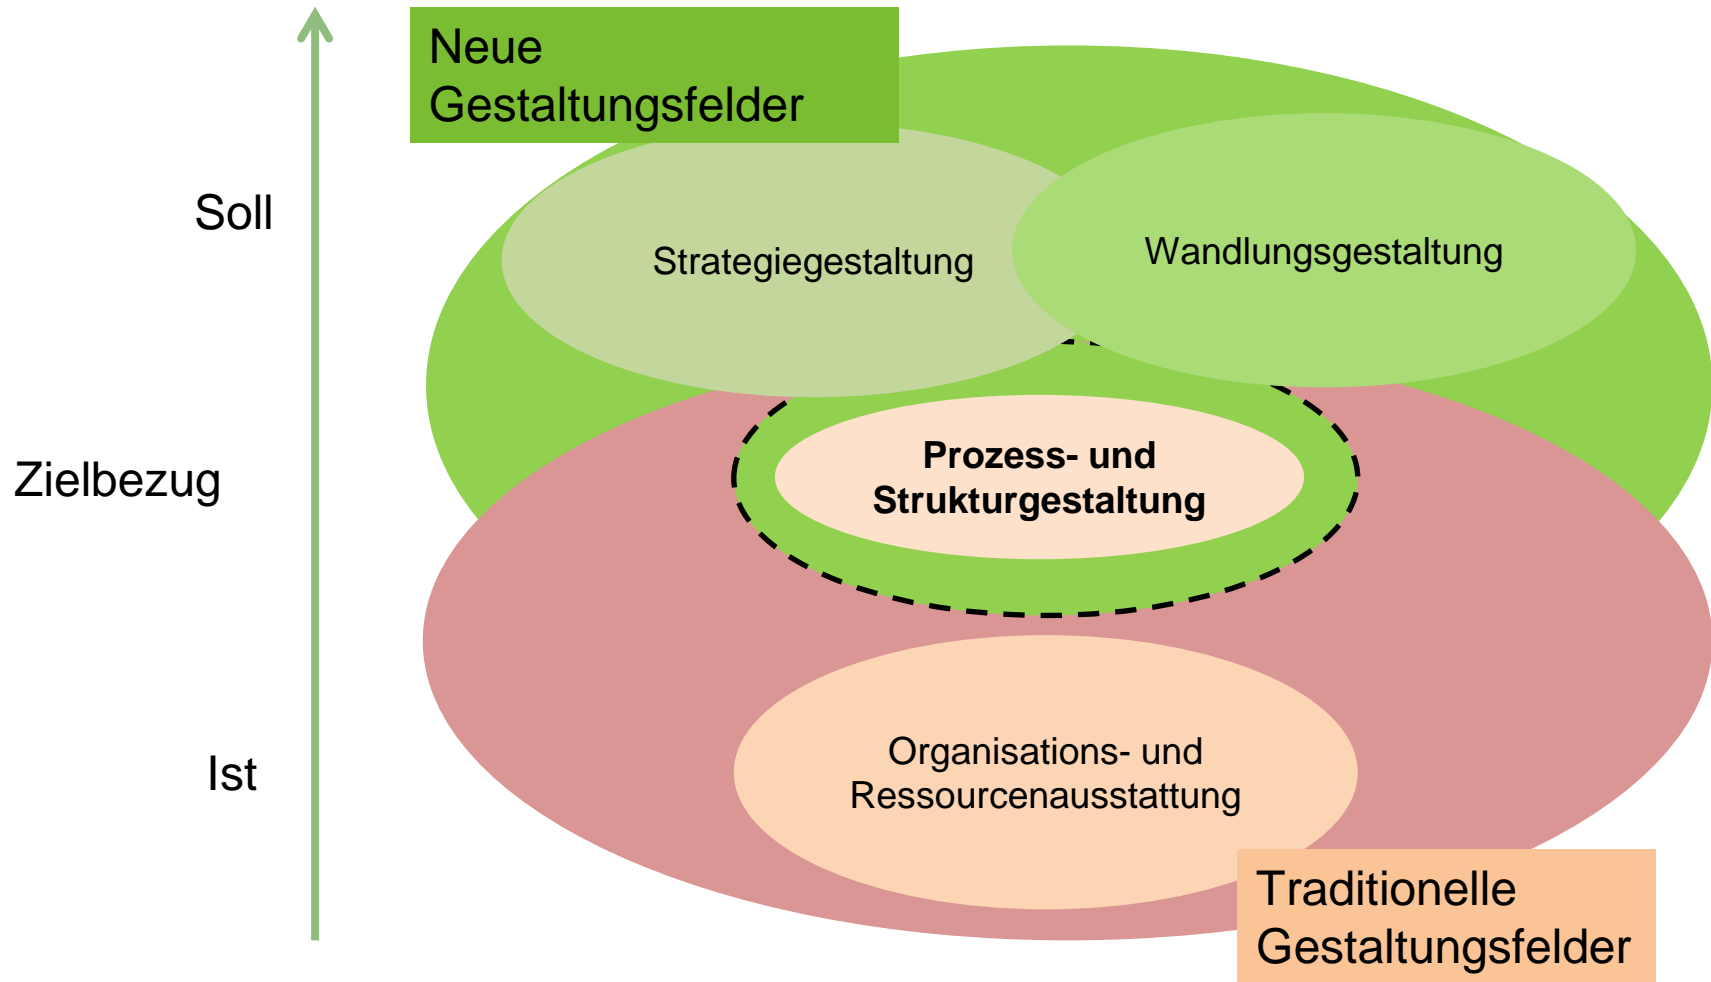 Neue
Gestaltungsfelder
Soll
Strategiegestaltung
Wandlungsgestaltung
Zielbezug
Prozess- und
Strukturgestaltung
Ist
Organisations- und
Ressourcenausstattung
Traditionelle
Gestaltungsfelder